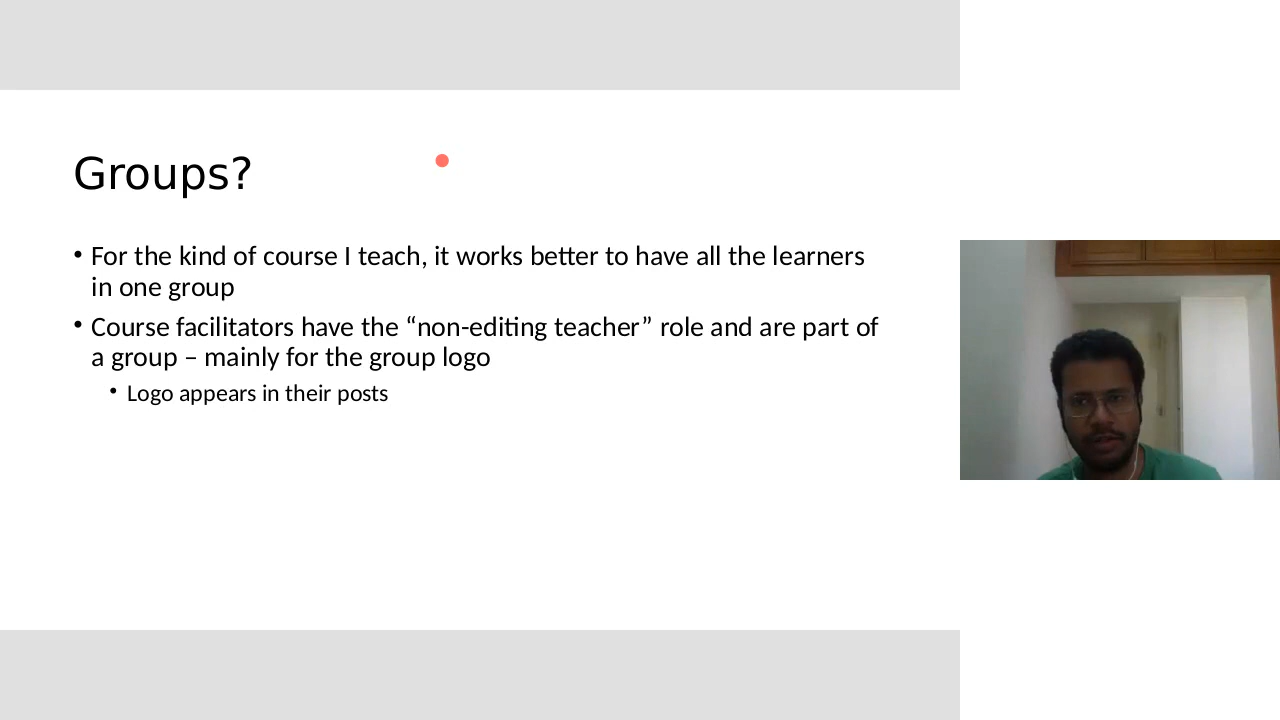 Groups?
• For the kind of course I teach, it works better to have all the learners
in one group
• Course facilitators have the “non-editing teacher” role and are part of
a group – mainly for the group logo
• Logo appears in their posts